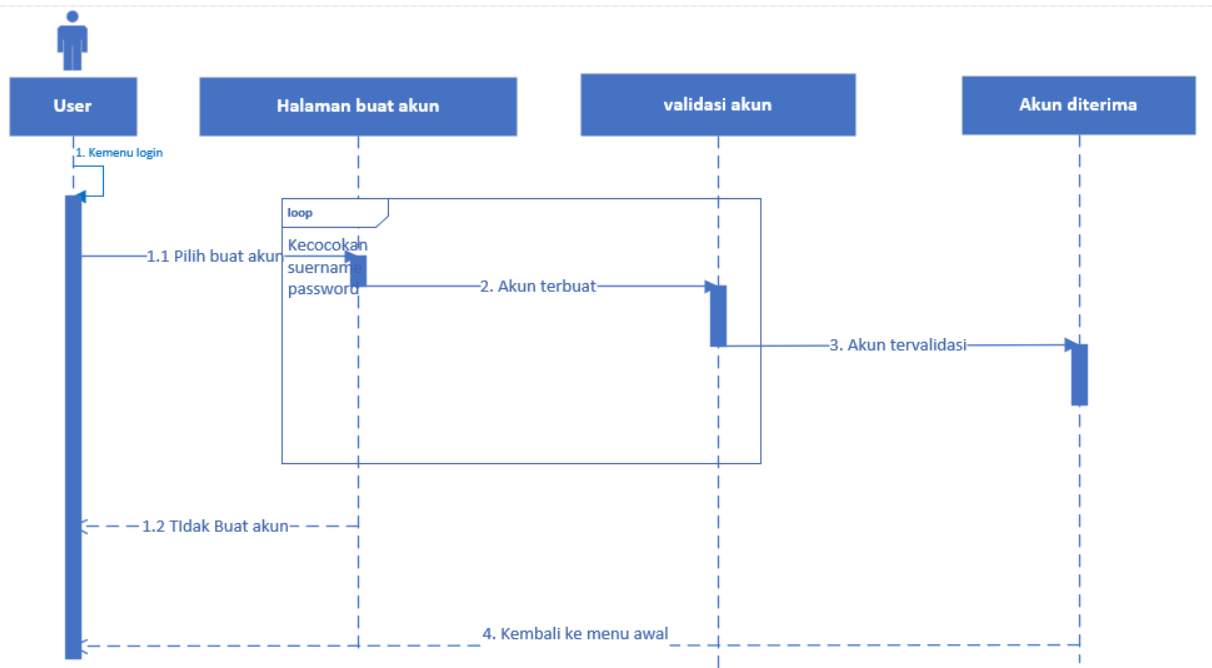 User
Halaman buat akun
validasi akun
Akun diterima
1. Kemenu login
loop
Kecocokan
suername
password
1.1 Pilih buat akun
2. Akun terbuat
3. Akun tervalidasi
1.2 TIdak Buat akun
4. Kembali ke menu awal